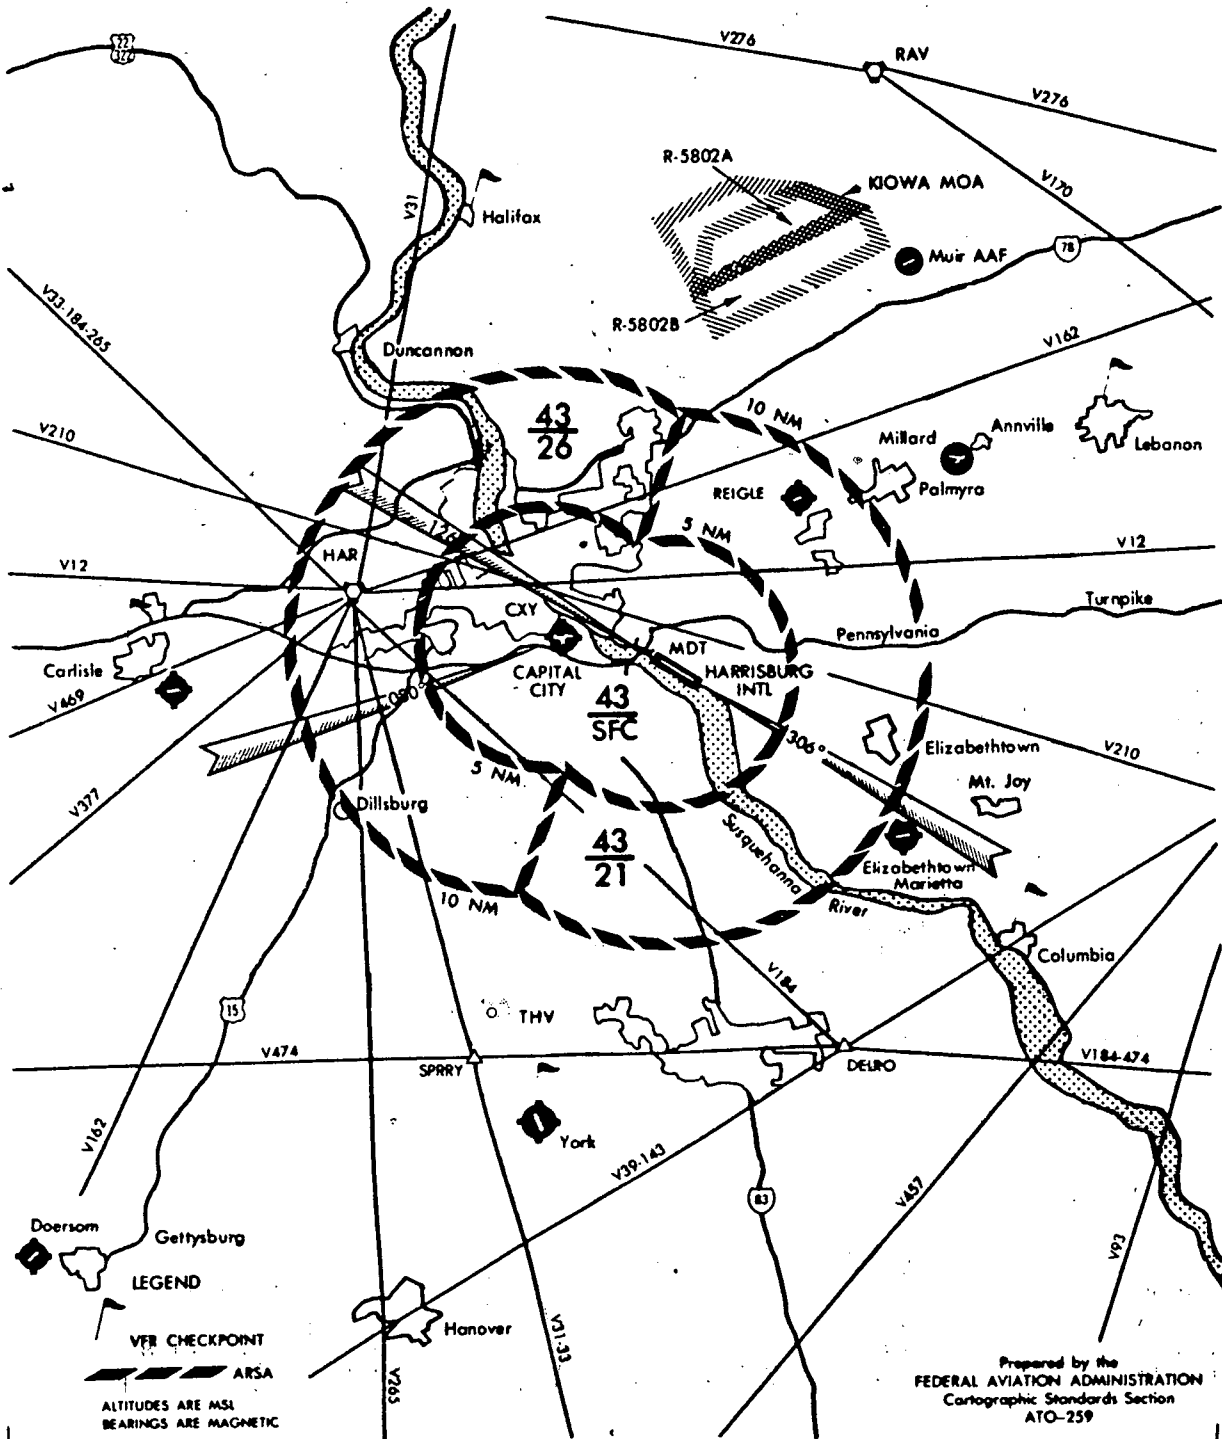 22
322
V276
RAV
V276
R-5802A
KIOWA MOA
V170
V31
Halifax
Muir AAF
78
V33-184-265
R-5802B
V162
Duncannon
10 NM
43
26
V210
Millard
Annville
Lebanon
Palmyra
REIGLE
5 NM
126°
HAR
V12
V12
CXY
Turnpike
Pennsylvania
MDT
Carlisle
CAPITAL
CITY
HARRISBURG
INTL
080°
V469
43
SFC
306°
Elizabethtown
V210
5 NM
Mt. Joy
V377
Dillsburg
Susquehanna
River
43
21
Elizabethtown
Marietta
10 NM
Columbia
V184
15
THV
V474
SPRRY
DELRO
V184-474
V162
York
V39-143
83
V457
Doersom
Gettysburg
V93
LEGEND
VFR CHECKPOINT
ARSA
ALTITUDES ARE MSL
BEARINGS ARE MAGNETIC
Hanover
V265
V31-33
Prepared by the
FEDERAL AVIATION ADMINISTRATION
Cartographic Standards Section
ATO-259